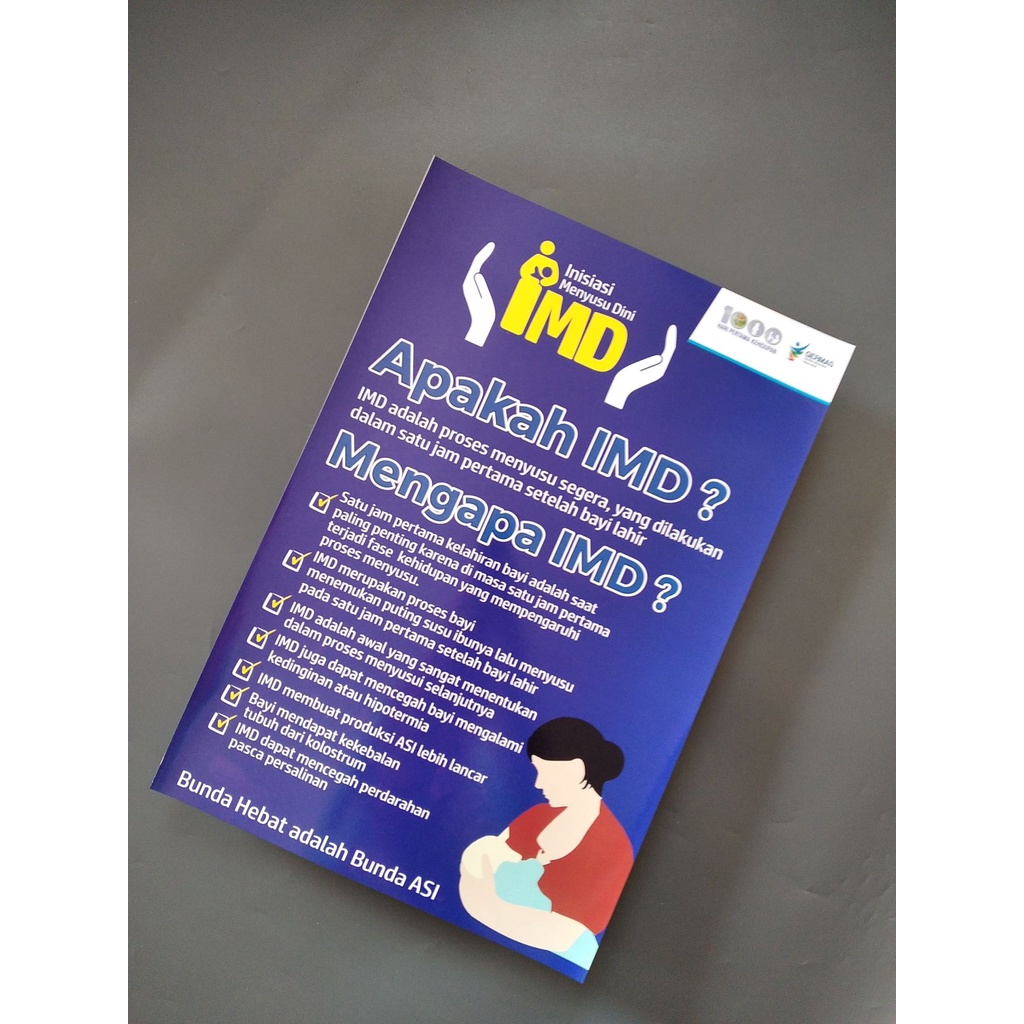 Inisiasi
Menyusu Dini
IMD
1000
HARI PERTAMA KEHIDUPAN
GERMAS
Apakah IMD ?
IMD adalah proses menyusu segera, yang dilakukan
dalam satu jam pertama setelah bayi lahir
Mengapa IMD ?
Satu jam pertama kelahiran bayi adalah saat
paling penting karena di masa satu jam pertama
terjadi fase kehidupan yang mempengaruhi
proses menyusu.
IMD merupakan proses bayi
menemukan puting susu ibunya lalu menyusu
pada satu jam pertama setelah bayi lahir
IMD adalah awal yang sangat menentukan
dalam proses menyusui selanjutnya
IMD juga dapat mencegah bayi mengalami
kedinginan atau hipotermia
IMD membuat produksi ASI lebih lancar
Bayi mendapat kekebalan
tubuh dari kolostrum
IMD dapat mencegah perdarahan
pasca persalinan
Bunda Hebat adalah Bunda ASI